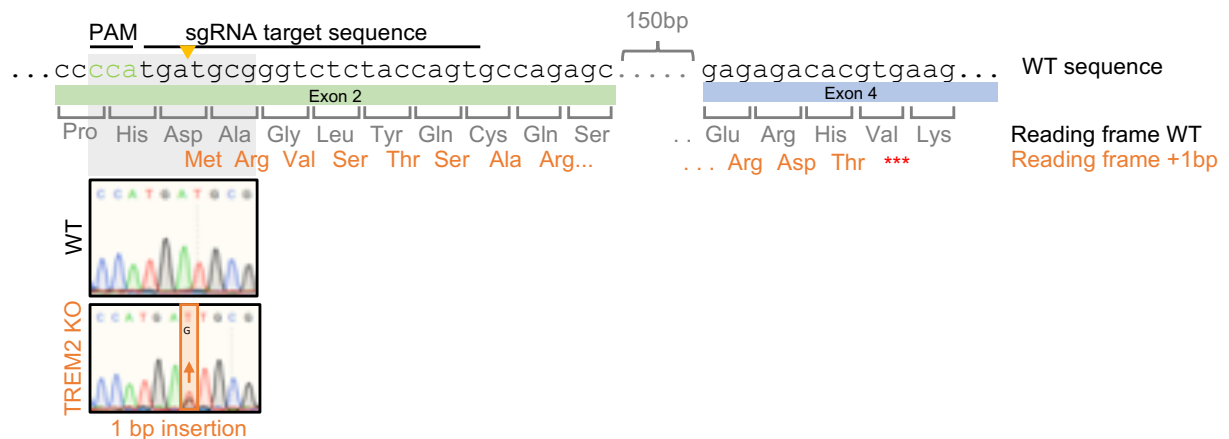 PAM sgRNA target sequence 150bp
...ccccatgatgcgggtctctaccagtgccagagc..... gagagacacgtgaag... WT sequence
Exon 2 Exon 4
Pro His Asp Ala Gly Leu Tyr Gln Cys Gln Ser .. Glu Arg His Val Lys Reading frame WT
Met Arg Val Ser Thr Ser Ala Arg... ... Arg Asp Thr *** Reading frame +1bp
WT
C C A T G A T G C G
TREM2 KO
C C A T G A T T G C G
G
1 bp insertion